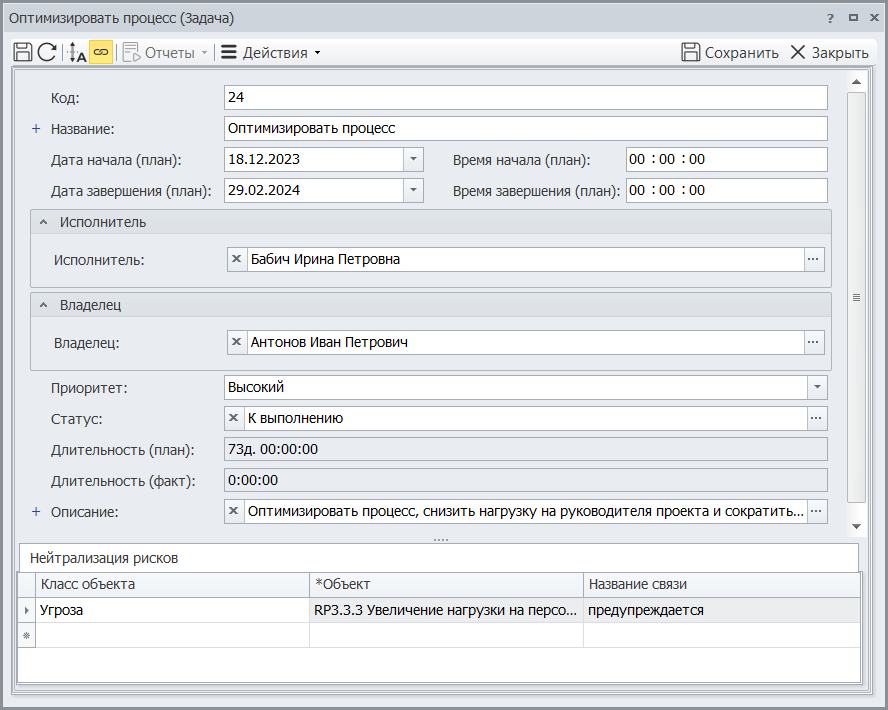 Оптимизировать процесс (Задача)
Отчеты Действия Сохранить Закрыть
Код: 24
Название: Оптимизировать процесс
Дата начала (план): 18.12.2023 Время начала (план): 00 : 00 : 00
Дата завершения (план): 29.02.2024 Время завершения (план): 00 : 00 : 00
Исполнитель
Исполнитель: Бабич Ирина Петровна
Владелец
Владелец: Антонов Иван Петрович
Приоритет: Высокий
Статус: К выполнению
Длительность (план): 73д. 00:00:00
Длительность (факт): 0:00:00
Описание: Оптимизировать процесс, снизить нагрузку на руководителя проекта и сократить...
Нейтрализация рисков
Класс объекта *Объект Название связи
Угроза RP3.3.3 Увеличение нагрузки на персо... предупреждается